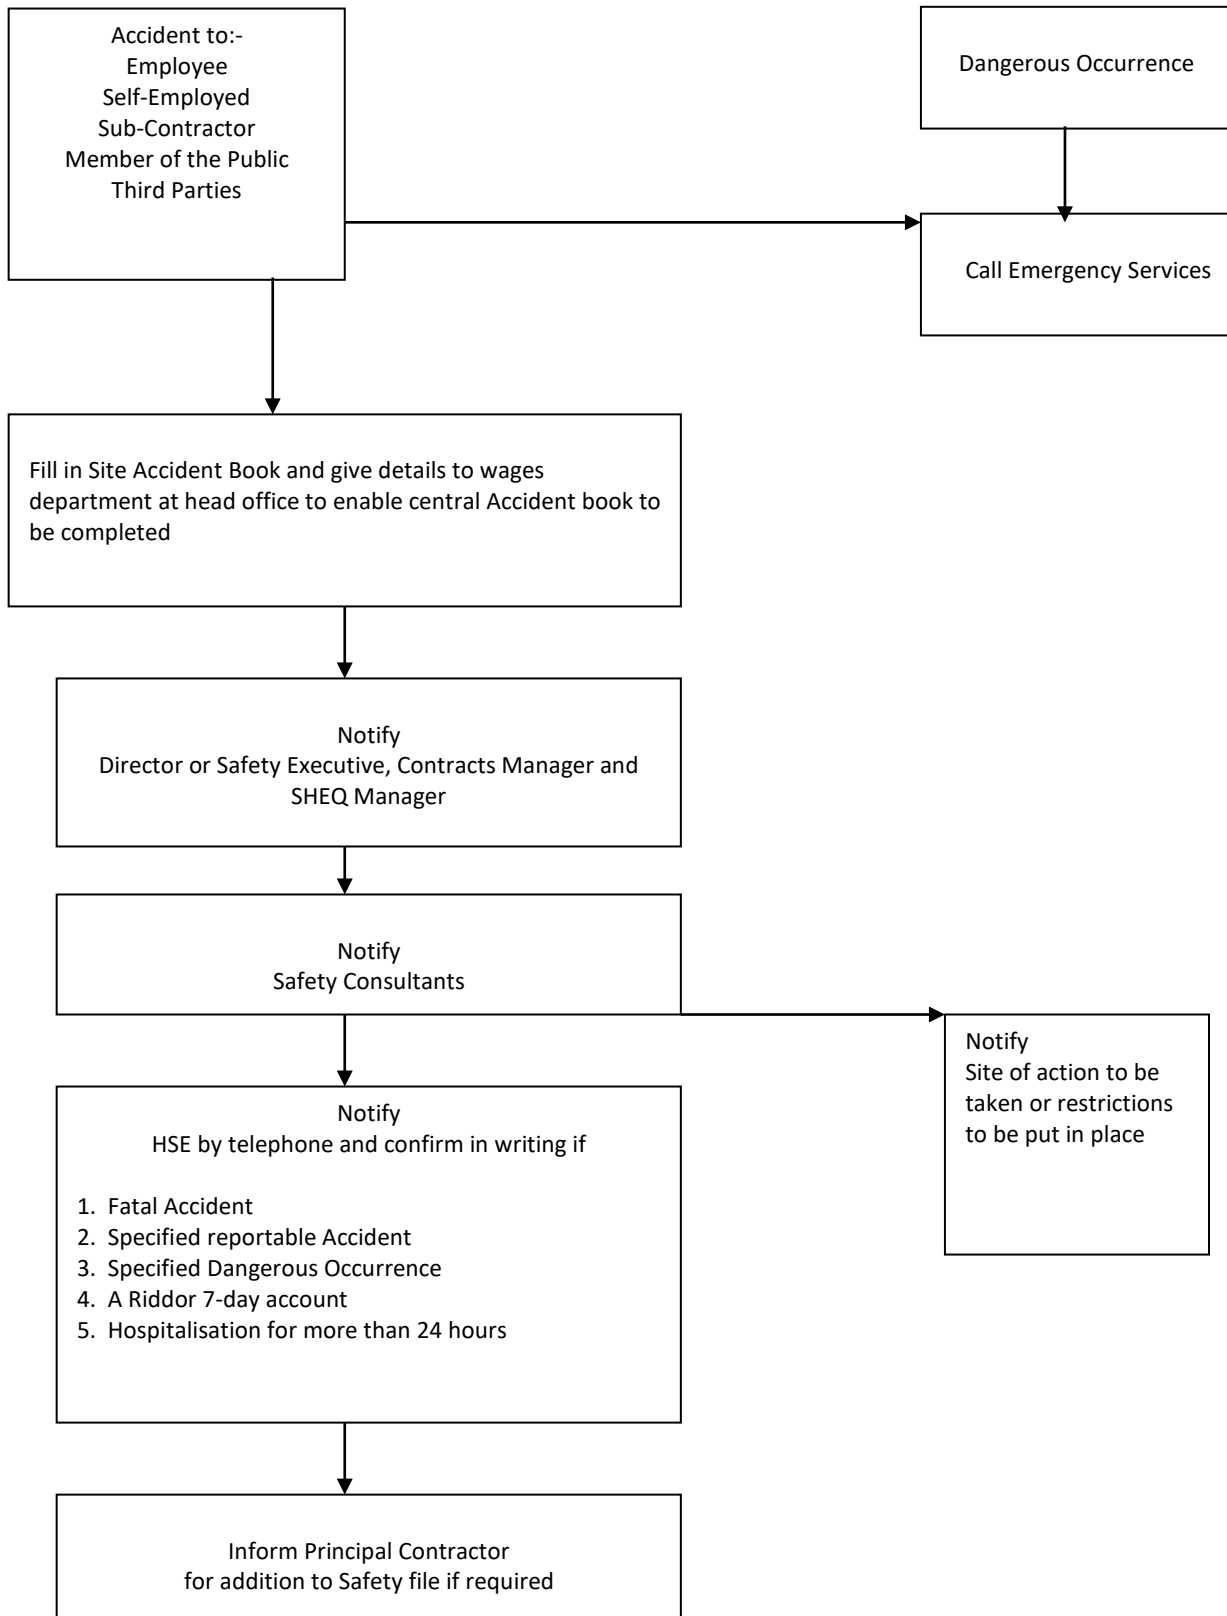 Accident to:-
Employee
Self-Employed
Sub-Contractor
Member of the Public
Third Parties
Dangerous Occurrence
Call Emergency Services
Fill in Site Accident Book and give details to wages
department at head office to enable central Accident book to
be completed
Notify
Director or Safety Executive, Contracts Manager and
SHEQ Manager
Notify
Safety Consultants
Notify
Site of action to be
taken or restrictions
to be put in place
Notify
HSE by telephone and confirm in writing if
1. Fatal Accident
2. Specified reportable Accident
3. Specified Dangerous Occurrence
4. A Riddor 7-day account
5. Hospitalisation for more than 24 hours
Inform Principal Contractor
for addition to Safety file if required